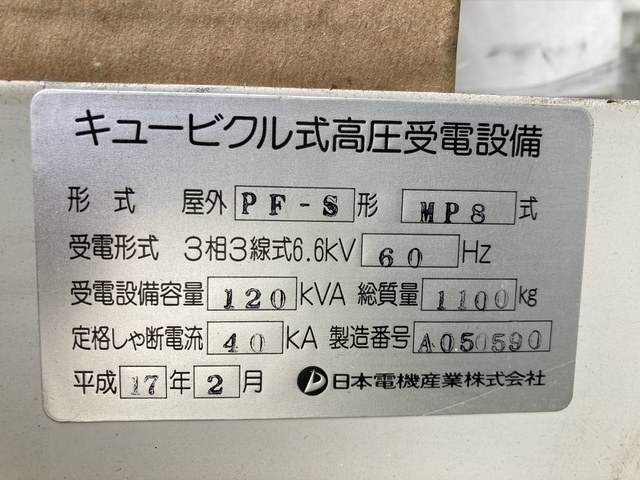 キュービクル式高圧受電設備
形式 屋外 PF-S 形 MP8 式
受電形式 3相3線式6.6KV 60 HZ
受電設備容量 120 KVA 総質量 1100 kg
定格しゃ断電流 40 KA 製造番号 A050590
平成 17 年 2 月 日本電機産業株式会社